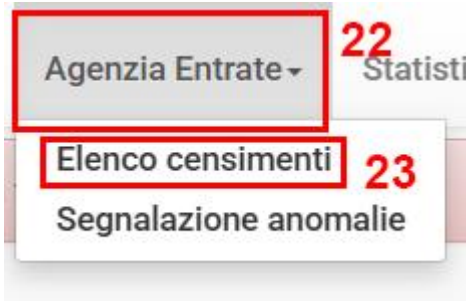 22
Agenzia Entrate Statisti
Elenco censimenti 23
Segnalazione anomalie